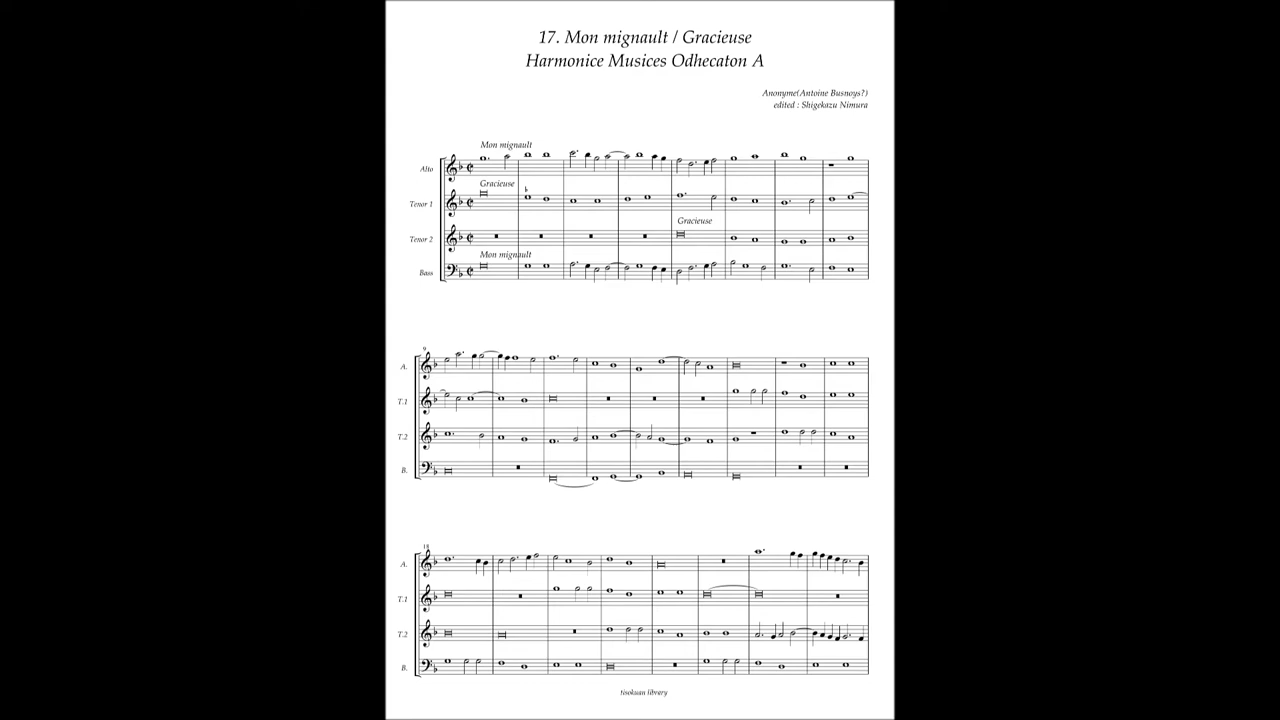 17. Mon mignault / Gracieuse
Harmonice Musices Odhecaton A
Anonyme(Antoine Busnoys?)
edited : Shigekazu Nimura
Mon mignault
Alto
Gracieuse
Tenor 1
Gracieuse
Tenor 2
Mon mignault
Bass
9
A.
T.1
T.2
B.
18
A.
T.1
T.2
B.
tisokuan library